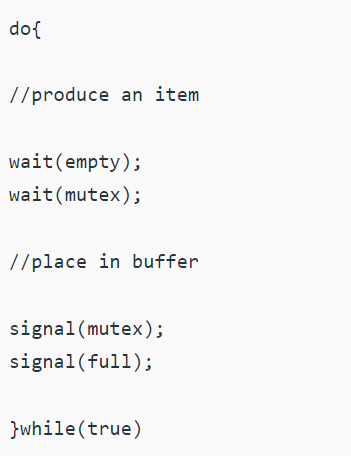 do{
//produce an item
wait(empty);
wait(mutex);
//place in buffer
signal(mutex);
signal(full);
}while(true)